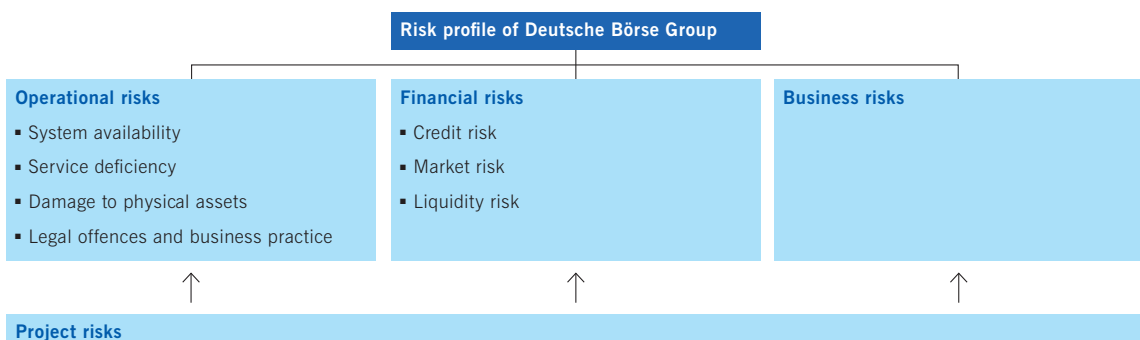 Risk profile of Deutsche Börse Group
Operational risks
▪ System availability
▪ Service deficiency
▪ Damage to physical assets
▪ Legal offences and business practice
Financial risks
▪ Credit risk
▪ Market risk
▪ Liquidity risk
Business risks
Project risks